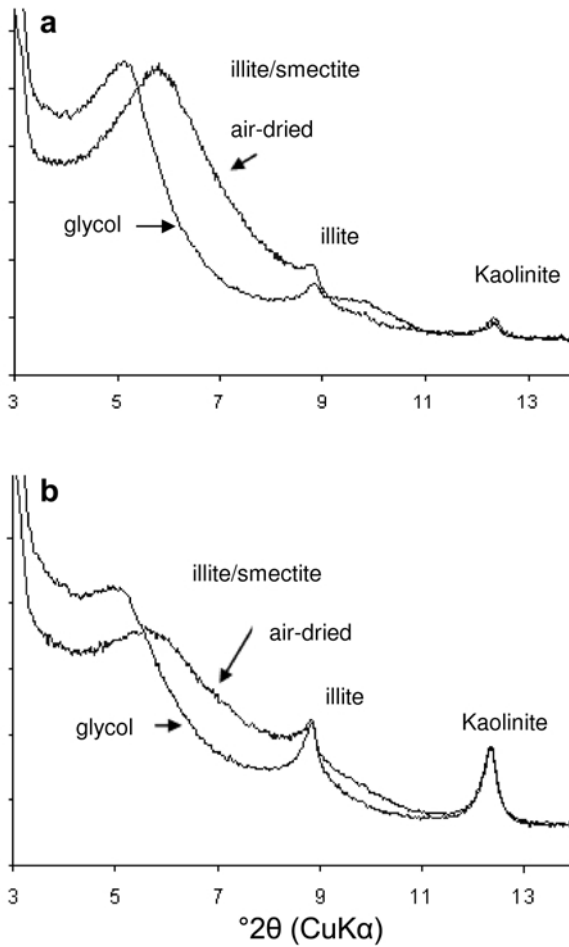 a
illite/smectite
air-dried
glycol
illite
Kaolinite
3 5 7 9 11 13
b
illite/smectite
air-dried
glycol
illite
Kaolinite
3 5 7 9 11 13
°2θ (CuKα)